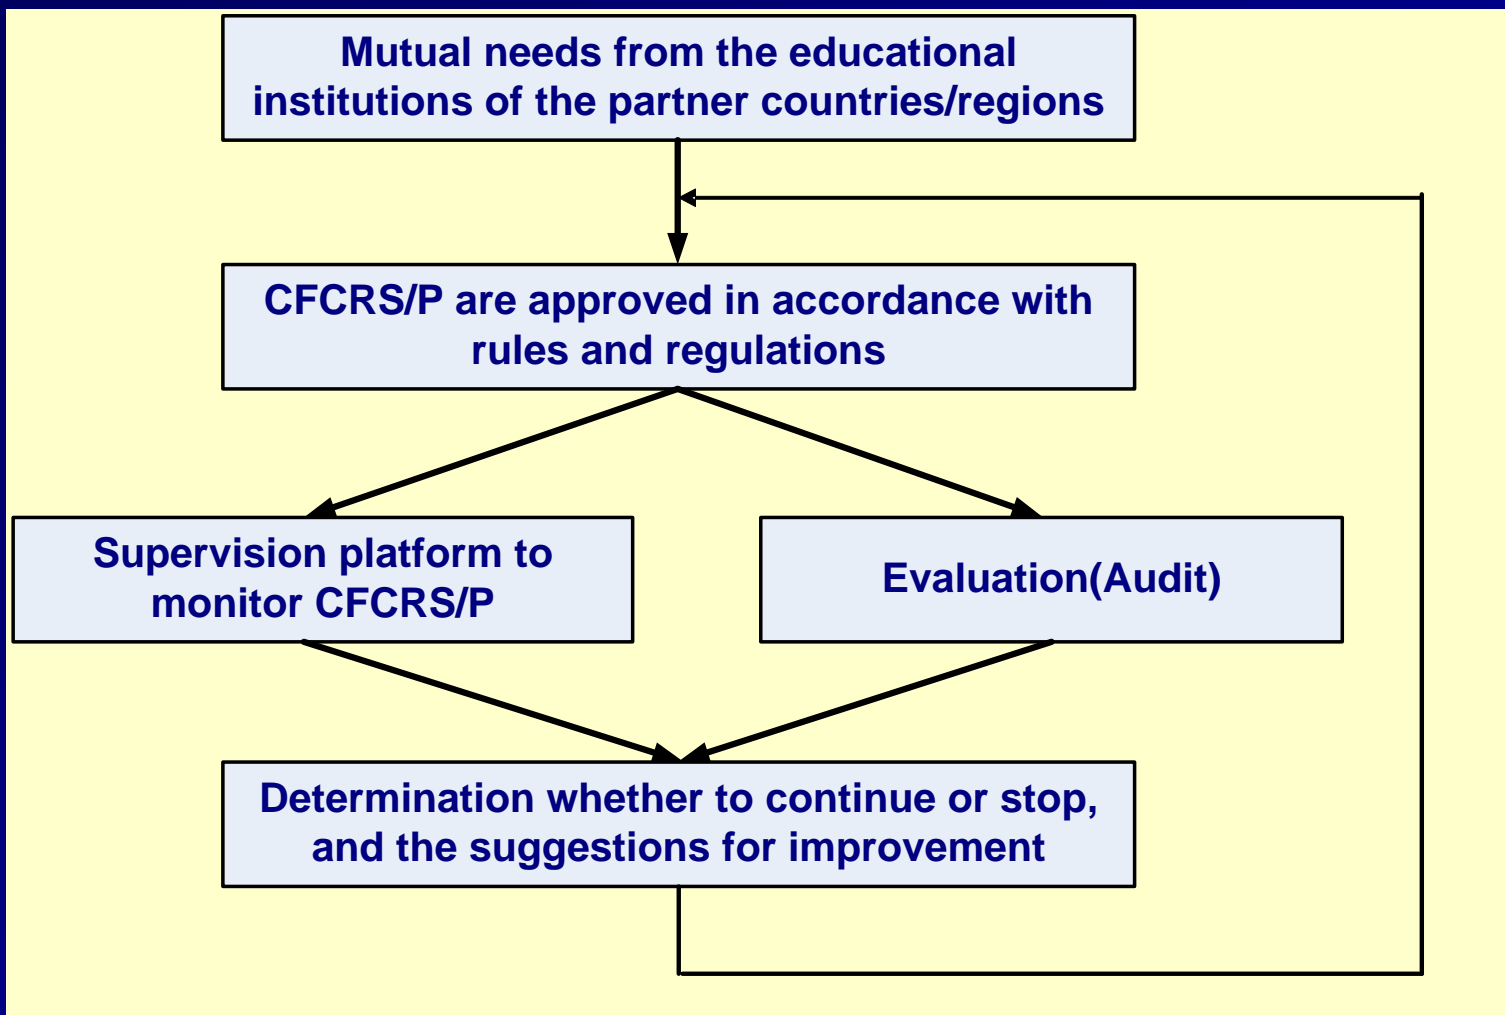 Mutual needs from the educational
institutions of the partner countries/regions
CFCRS/P are approved in accordance with
rules and regulations
Supervision platform to
monitor CFCRS/P
Evaluation(Audit)
Determination whether to continue or stop,
and the suggestions for improvement